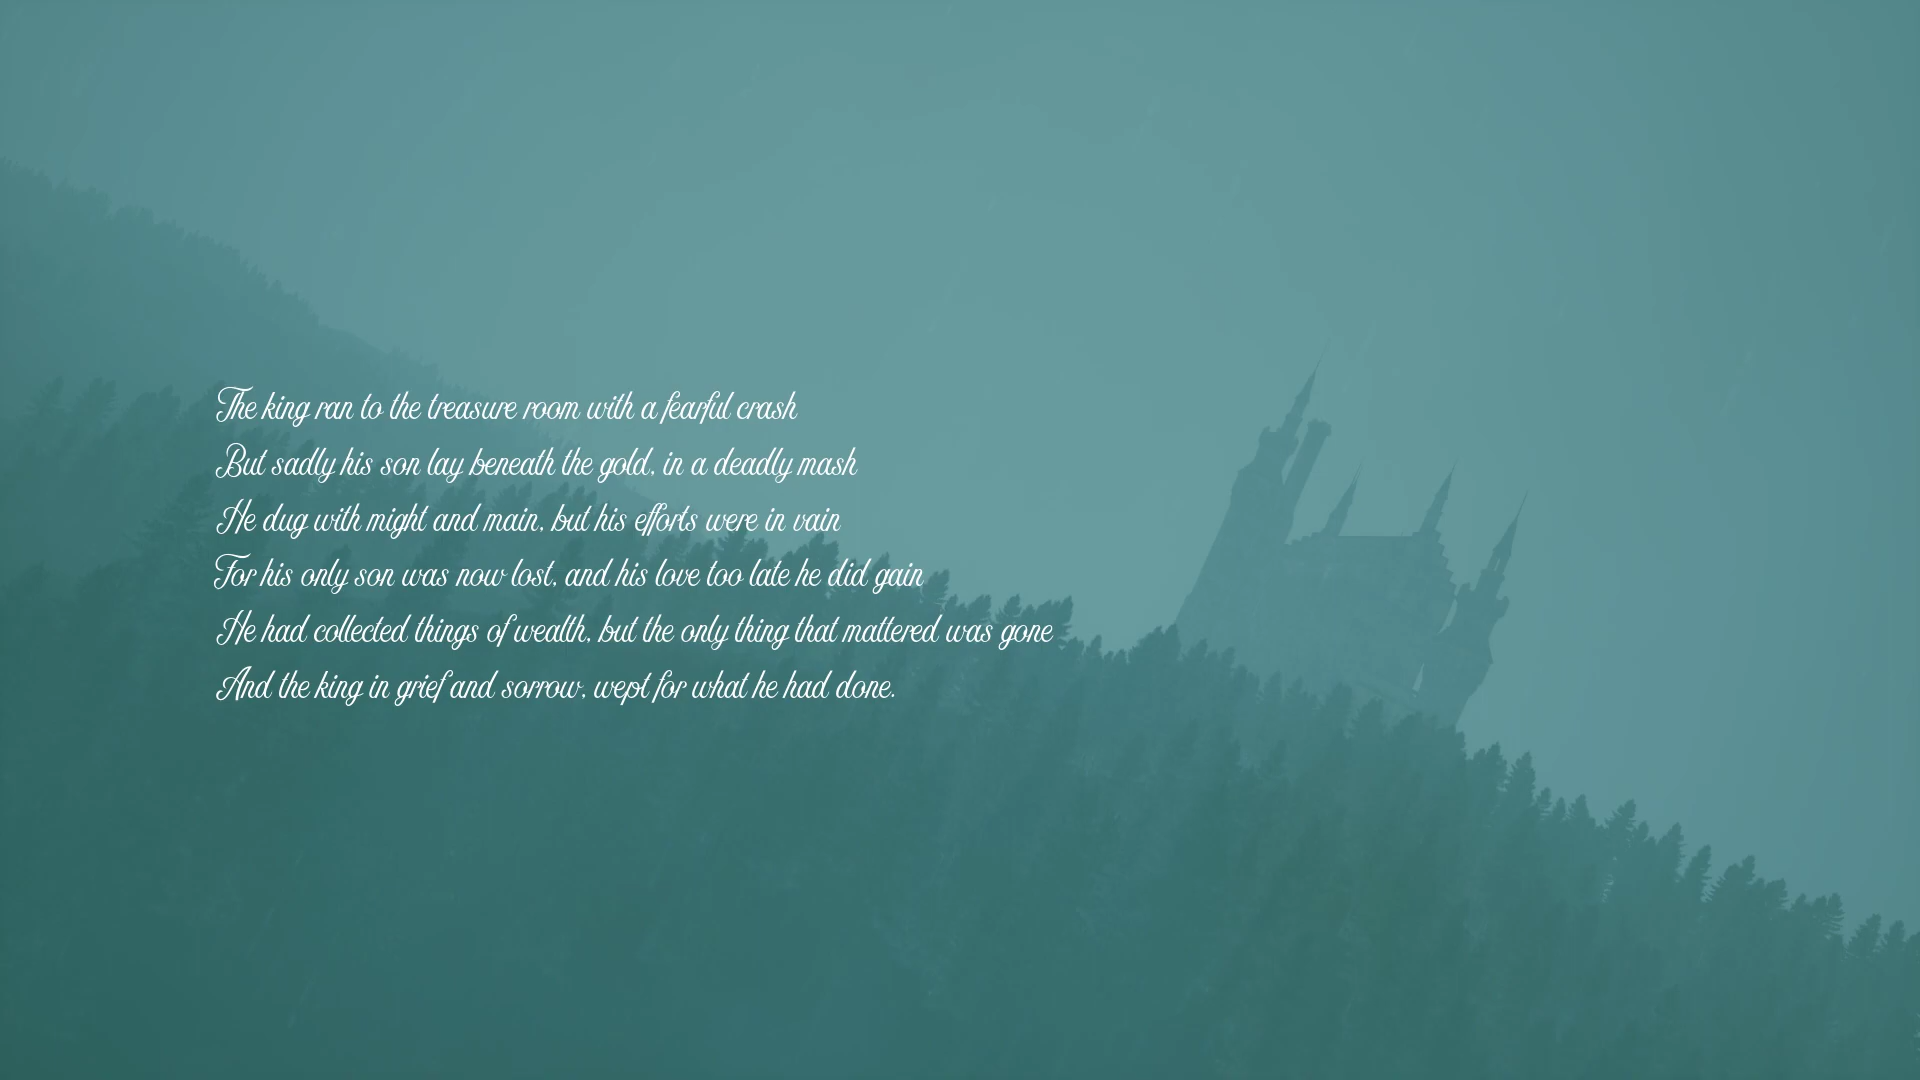 The king ran to the treasure room with a fearful crash
But sadly his son lay beneath the gold, in a deadly mash
He dug with might and main, but his efforts were in vain
For his only son was now lost, and his love too late he did gain
He had collected things of wealth, but the only thing that mattered was gone
And the king in grief and sorrow, wept for what he had done.